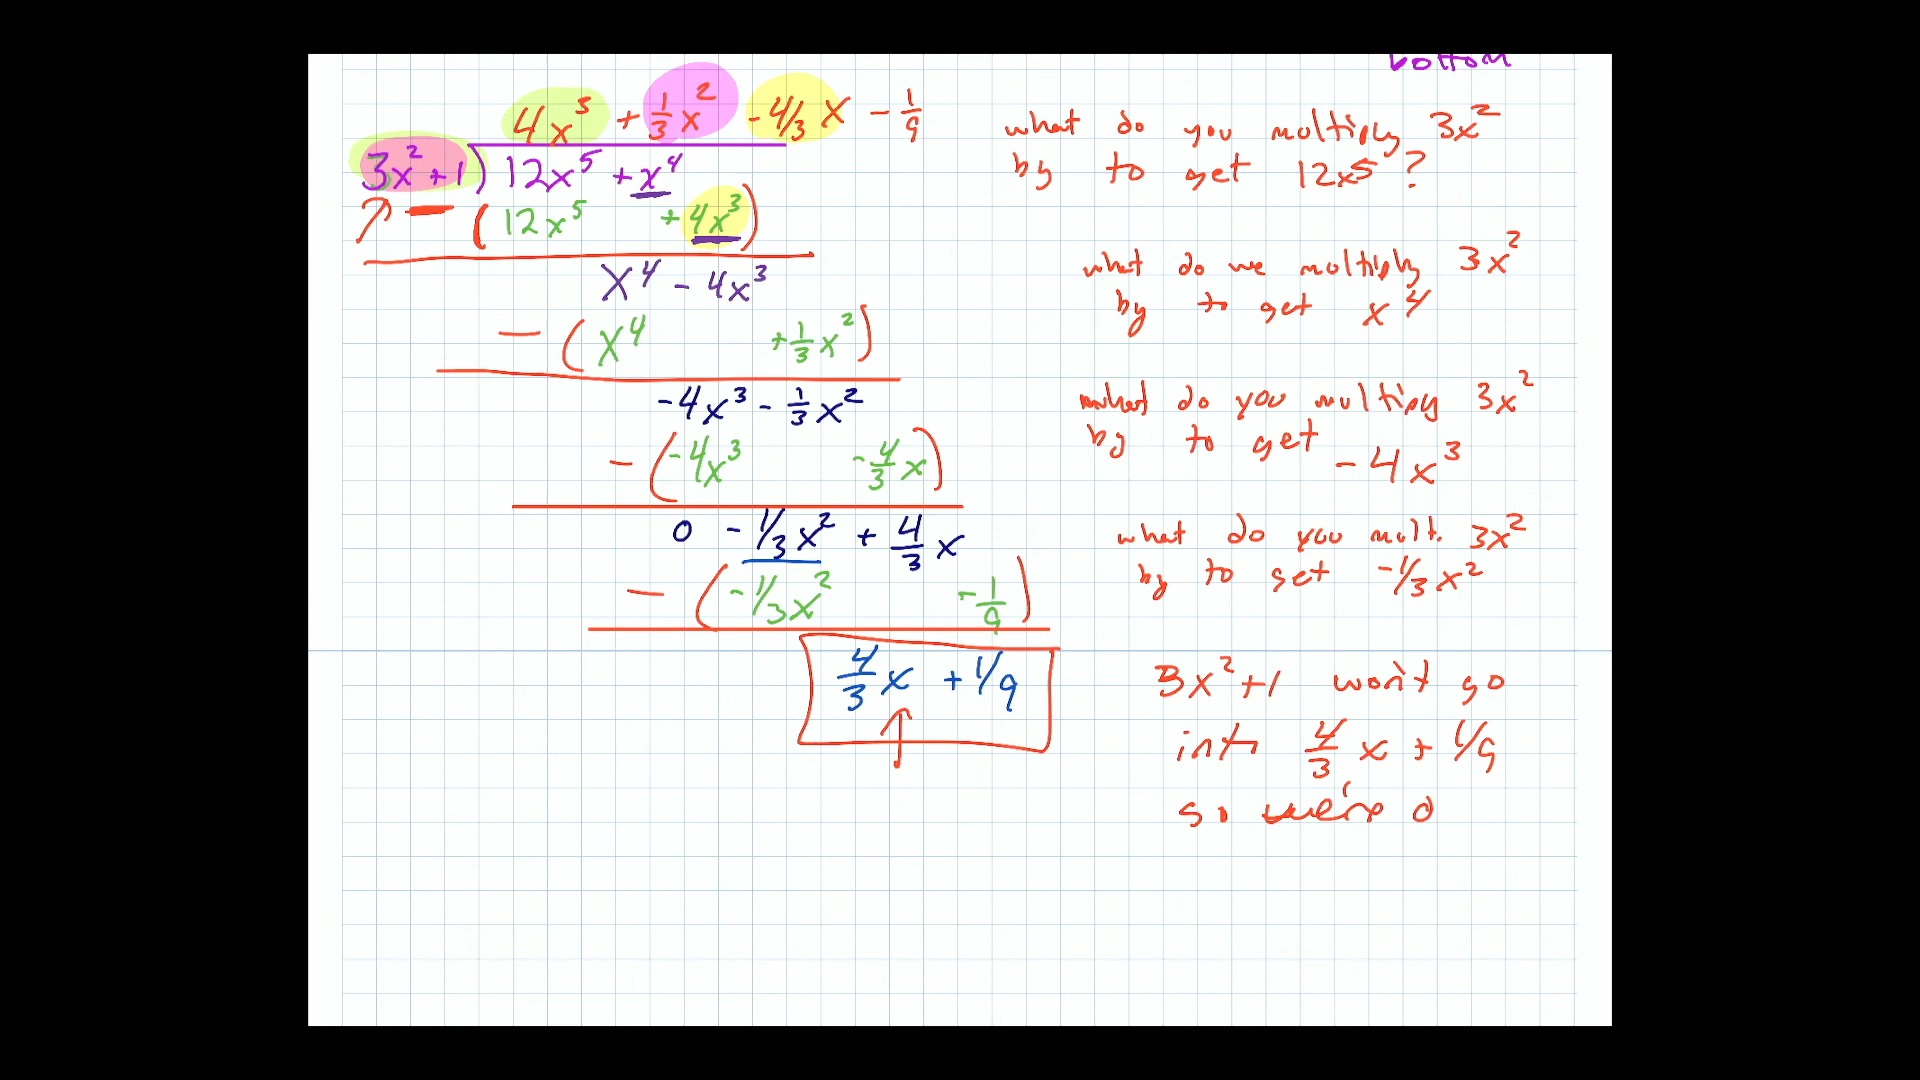 bottom
4x³ + 1/3 x² - 4/3 x - 1/9
3x² + 1 ) 12x⁵ + x⁴
- ( 12x⁵ + 4x³ )
x⁴ - 4x³
- ( x⁴ + 1/3 x² )
-4x³ - 1/3 x²
- ( -4x³ - 4/3 x )
0 - 1/3 x² + 4/3 x
- ( -1/3 x² - 1/9 )
4/3 x + 1/9
what do you multiply 3x²
by to get 12x⁵ ?
what do we multiply 3x²
by to get x⁴
what do you multiply 3x²
by to get -4x³
what do you mult. 3x²
by to get -1/3 x²
3x² + 1 won't go
into 4/3 x + 1/9
so we're d